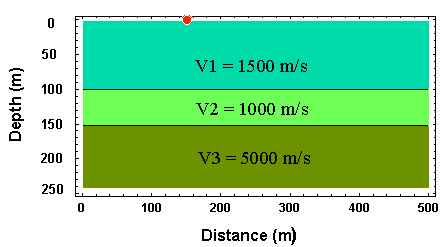 0
50
100
150
200
250
Depth (m)
V1 = 1500 m/s
V2 = 1000 m/s
V3 = 5000 m/s
0 100 200 300 400 500
Distance (m)